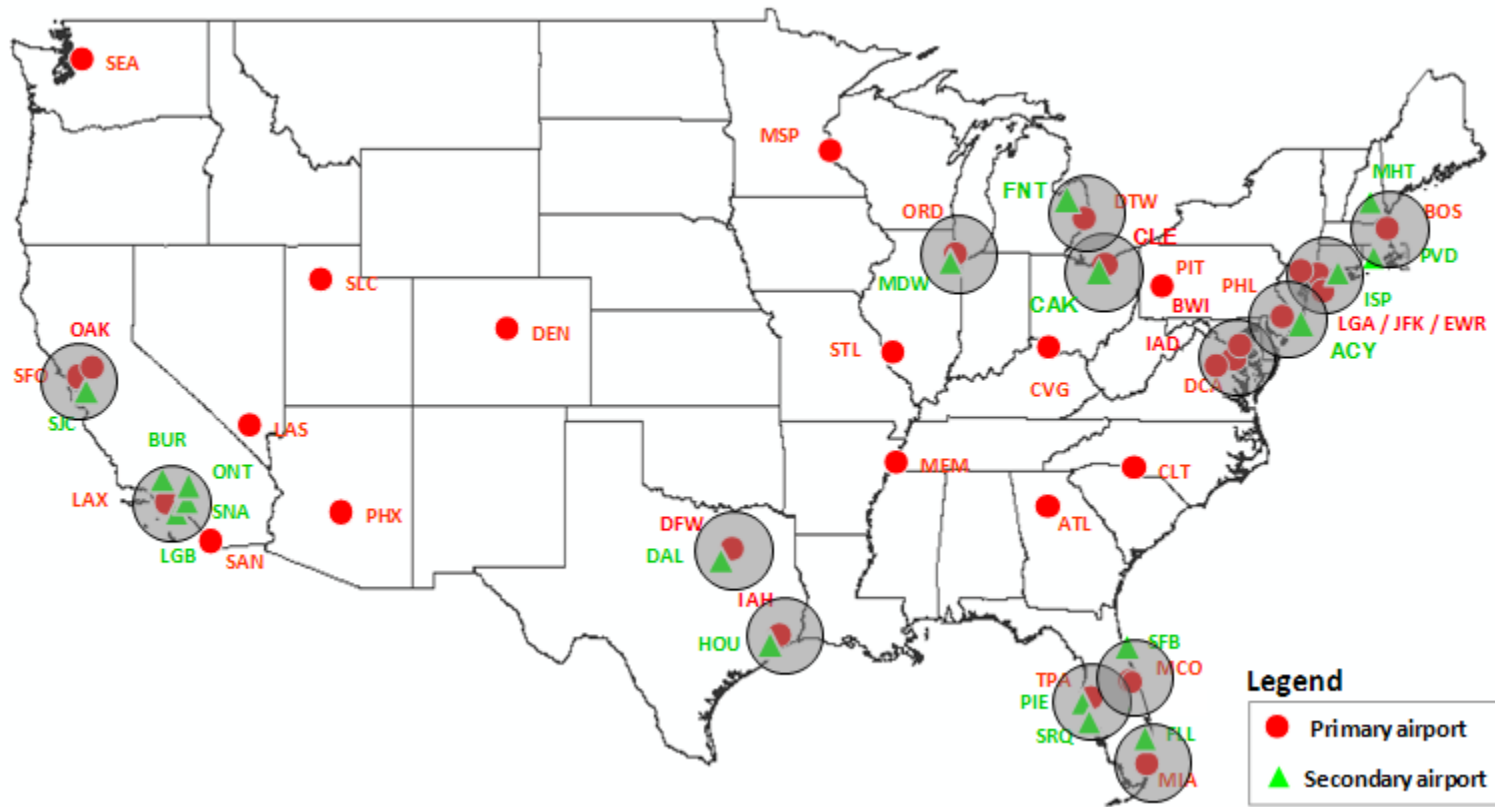 SEA
MSP
MHT
FNT
DTW
ORD
BOS
CLE
PVD
PIT
PHL
MDW
SLC
ISP
CAK
BWI
LGA / JFK / EWR
OAK
DEN
IAD
ACY
STL
SFO
DCA
CVG
SJC
LAS
BUR
MEM
ONT
CLT
LAX
SNA
PHX
DFW
ATL
LGB
DAL
SAN
IAH
HOU
SFB
MCO
TPA
Legend
PIE
Primary airport
SRQ
FLL
MIA
Secondary airport